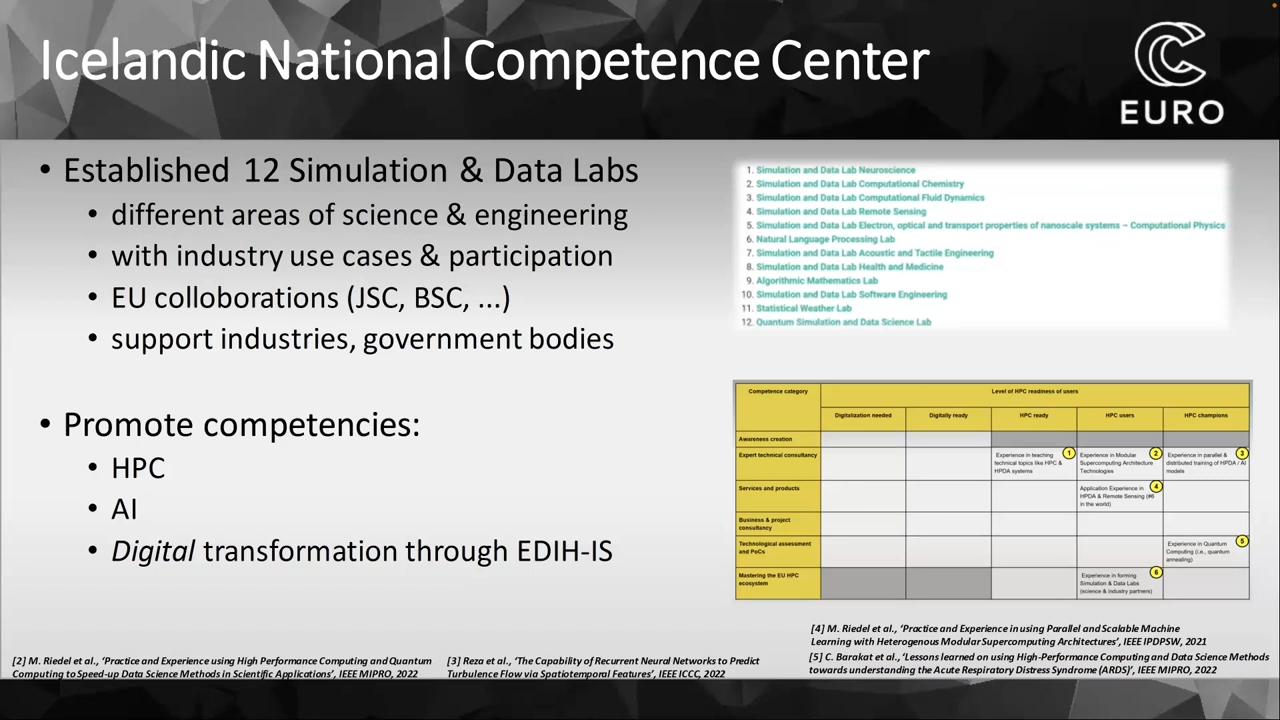 Icelandic National Competence Center
EURO
• Established 12 Simulation & Data Labs
• different areas of science & engineering
• with industry use cases & participation
• EU colloborations (JSC, BSC, ...)
• support industries, government bodies
• Promote competencies:
• HPC
• AI
• Digital transformation through EDIH-IS
1. Simulation and Data Lab Neuroscience
2. Simulation and Data Lab Computational Chemistry
3. Simulation and Data Lab Computational Fluid Dynamics
4. Simulation and Data Lab Remote Sensing
5. Simulation and Data Lab Electron, optical and transport properties of nanoscale systems – Computational Physics
6. Natural Language Processing Lab
7. Simulation and Data Lab Acoustic and Tactile Engineering
8. Simulation and Data Lab Health and Medicine
9. Algorithmic Mathematics Lab
10. Simulation and Data Lab Software Engineering
11. Statistical Weather Lab
12. Quantum Simulation and Data Science Lab
Competence category
Level of HPC readiness of users
Digitalization needed
Digitally ready
HPC ready
HPC users
HPC champions
Awareness creation
Expert technical consultancy
Experience in teaching
technical topics like HPC &
HPDA systems
1
Experience in Modular
Supercomputing Architecture
Technologies
2
Experience in parallel &
distributed training of HPDA / AI
models
3
Services and products
Application Experience in
HPDA & Remote Sensing (#6
in the world)
4
Business & project
consultancy
Technological assessment
and PoCs
Experience in Quantum
Computing (i.e., quantum
annealing)
5
Mastering the EU HPC
ecosystem
Experience in forming
Simulation & Data Labs
(science & industry partners)
6
[2] M. Riedel et al., ‘Practice and Experience using High Performance Computing and Quantum
Computing to Speed-up Data Science Methods in Scientific Applications’, IEEE MIPRO, 2022
[3] Reza et al., ‘The Capability of Recurrent Neural Networks to Predict
Turbulence Flow via Spatiotemporal Features’, IEEE ICCC, 2022
[4] M. Riedel et al., ‘Practice and Experience in using Parallel and Scalable Machine
Learning with Heterogenous Modular Supercomputing Architectures’, IEEE IPDPSW, 2021
[5] C. Barakat et al., ‘Lessons learned on using High-Performance Computing and Data Science Methods
towards understanding the Acute Respiratory Distress Syndrome (ARDS)’, IEEE MIPRO, 2022